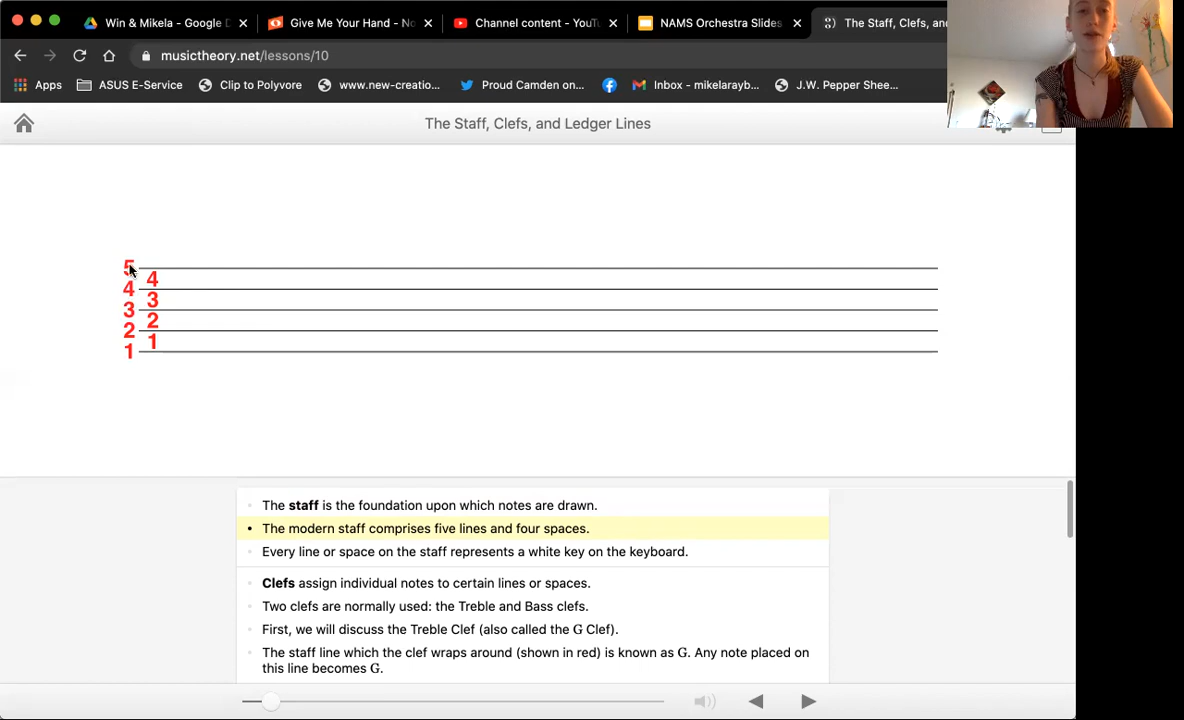 Win & Mikela - Google D
Give Me Your Hand - No
Channel content - YouTu
NAMS Orchestra Slides
The Staff, Clefs, an
musictheory.net/lessons/10
Apps
ASUS E-Service
Clip to Polyvore
www.new-creatio...
Proud Camden on...
Inbox - mikelarayb...
J.W. Pepper Shee...
The Staff, Clefs, and Ledger Lines
5
4
4
3
3
2
2
1
1
The staff is the foundation upon which notes are drawn.
• The modern staff comprises five lines and four spaces.
Every line or space on the staff represents a white key on the keyboard.
Clefs assign individual notes to certain lines or spaces.
Two clefs are normally used: the Treble and Bass clefs.
First, we will discuss the Treble Clef (also called the G Clef).
The staff line which the clef wraps around (shown in red) is known as G. Any note placed on
this line becomes G.